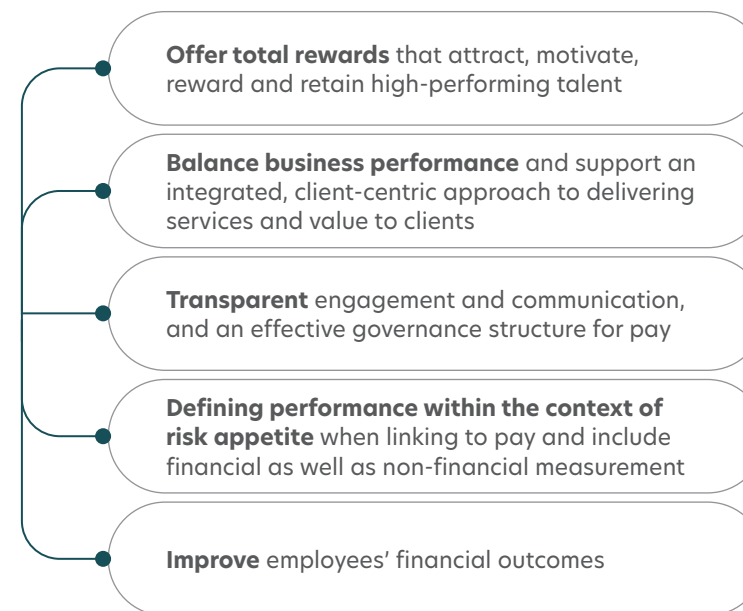 Offer total rewards that attract, motivate,
reward and retain high-performing talent
Balance business performance and support an
integrated, client-centric approach to delivering
services and value to clients
Transparent engagement and communication,
and an effective governance structure for pay
Defining performance within the context of
risk appetite when linking to pay and include
financial as well as non-financial measurement
Improve employees’ financial outcomes